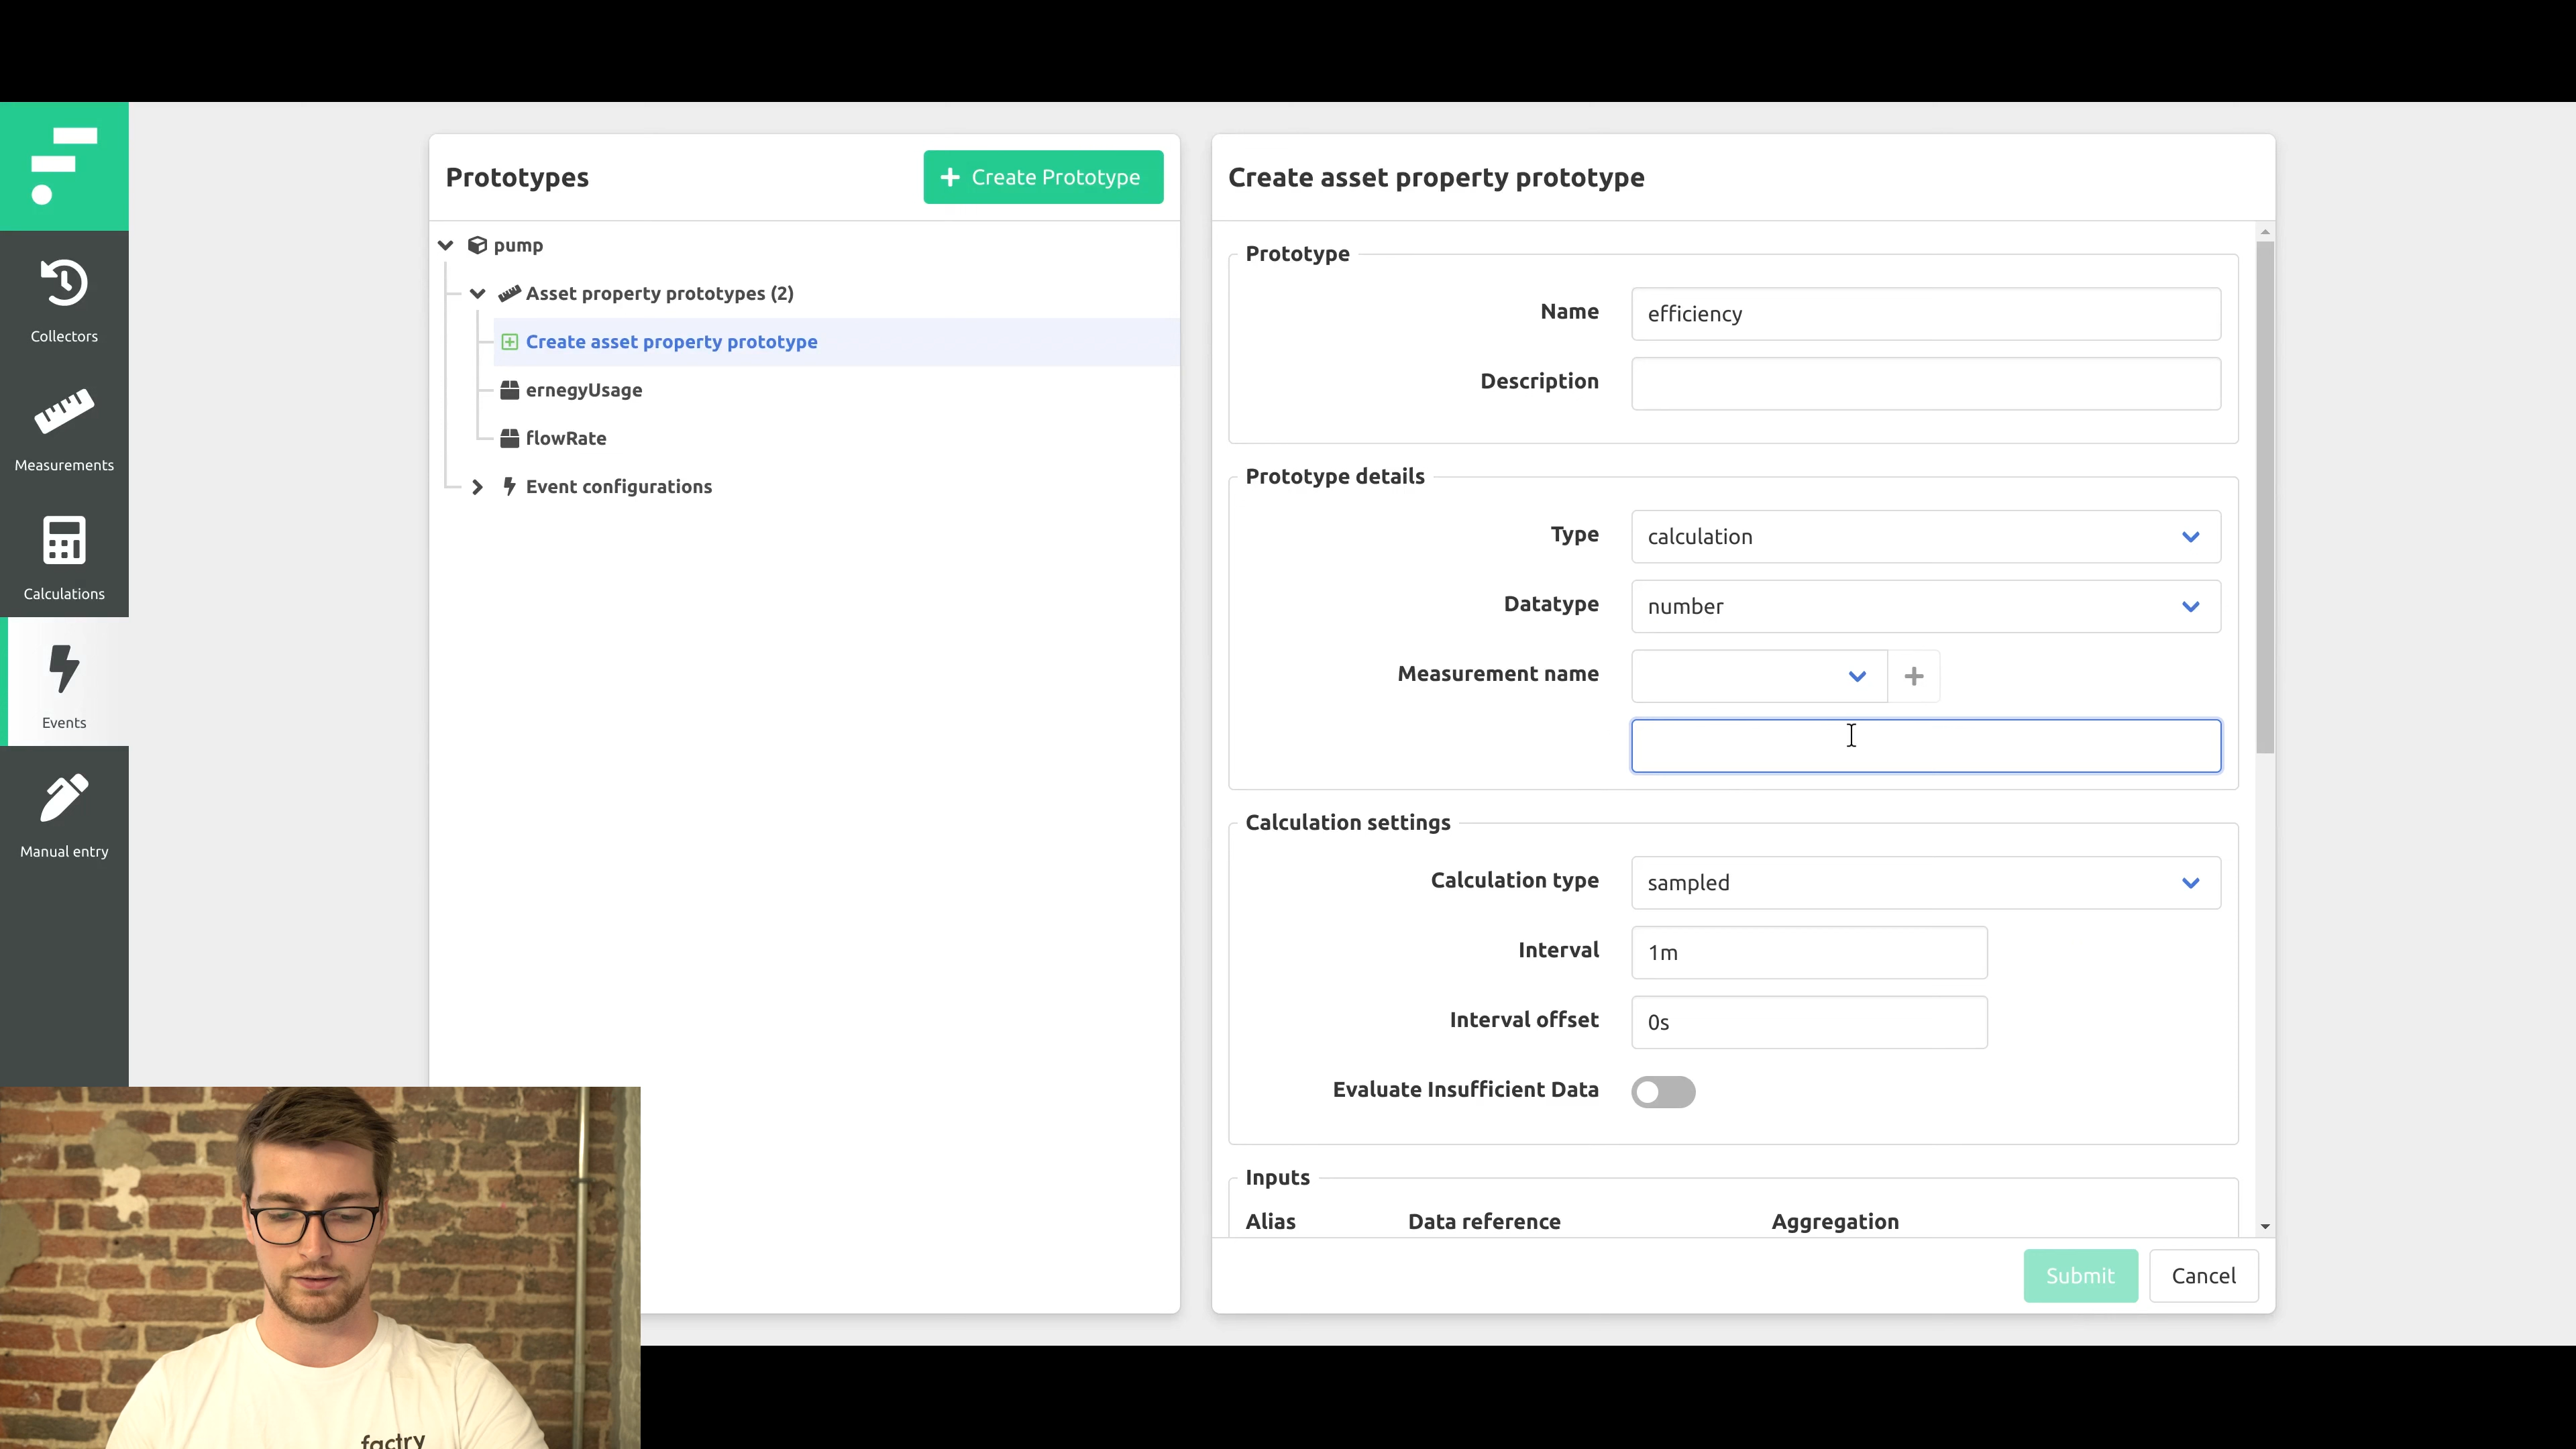 Collectors
Measurements
Calculations
Events
Manual entry
Prototypes
Create Prototype
pump
Asset property prototypes (2)
Create asset property prototype
ernegyUsage
flowRate
Event configurations
Create asset property prototype
Prototype
Name efficiency
Description
Prototype details
Type calculation
Datatype number
Measurement name
Calculation settings
Calculation type sampled
Interval 1m
Interval offset 0s
Evaluate Insufficient Data
Inputs
Alias Data reference Aggregation
Submit Cancel
factry